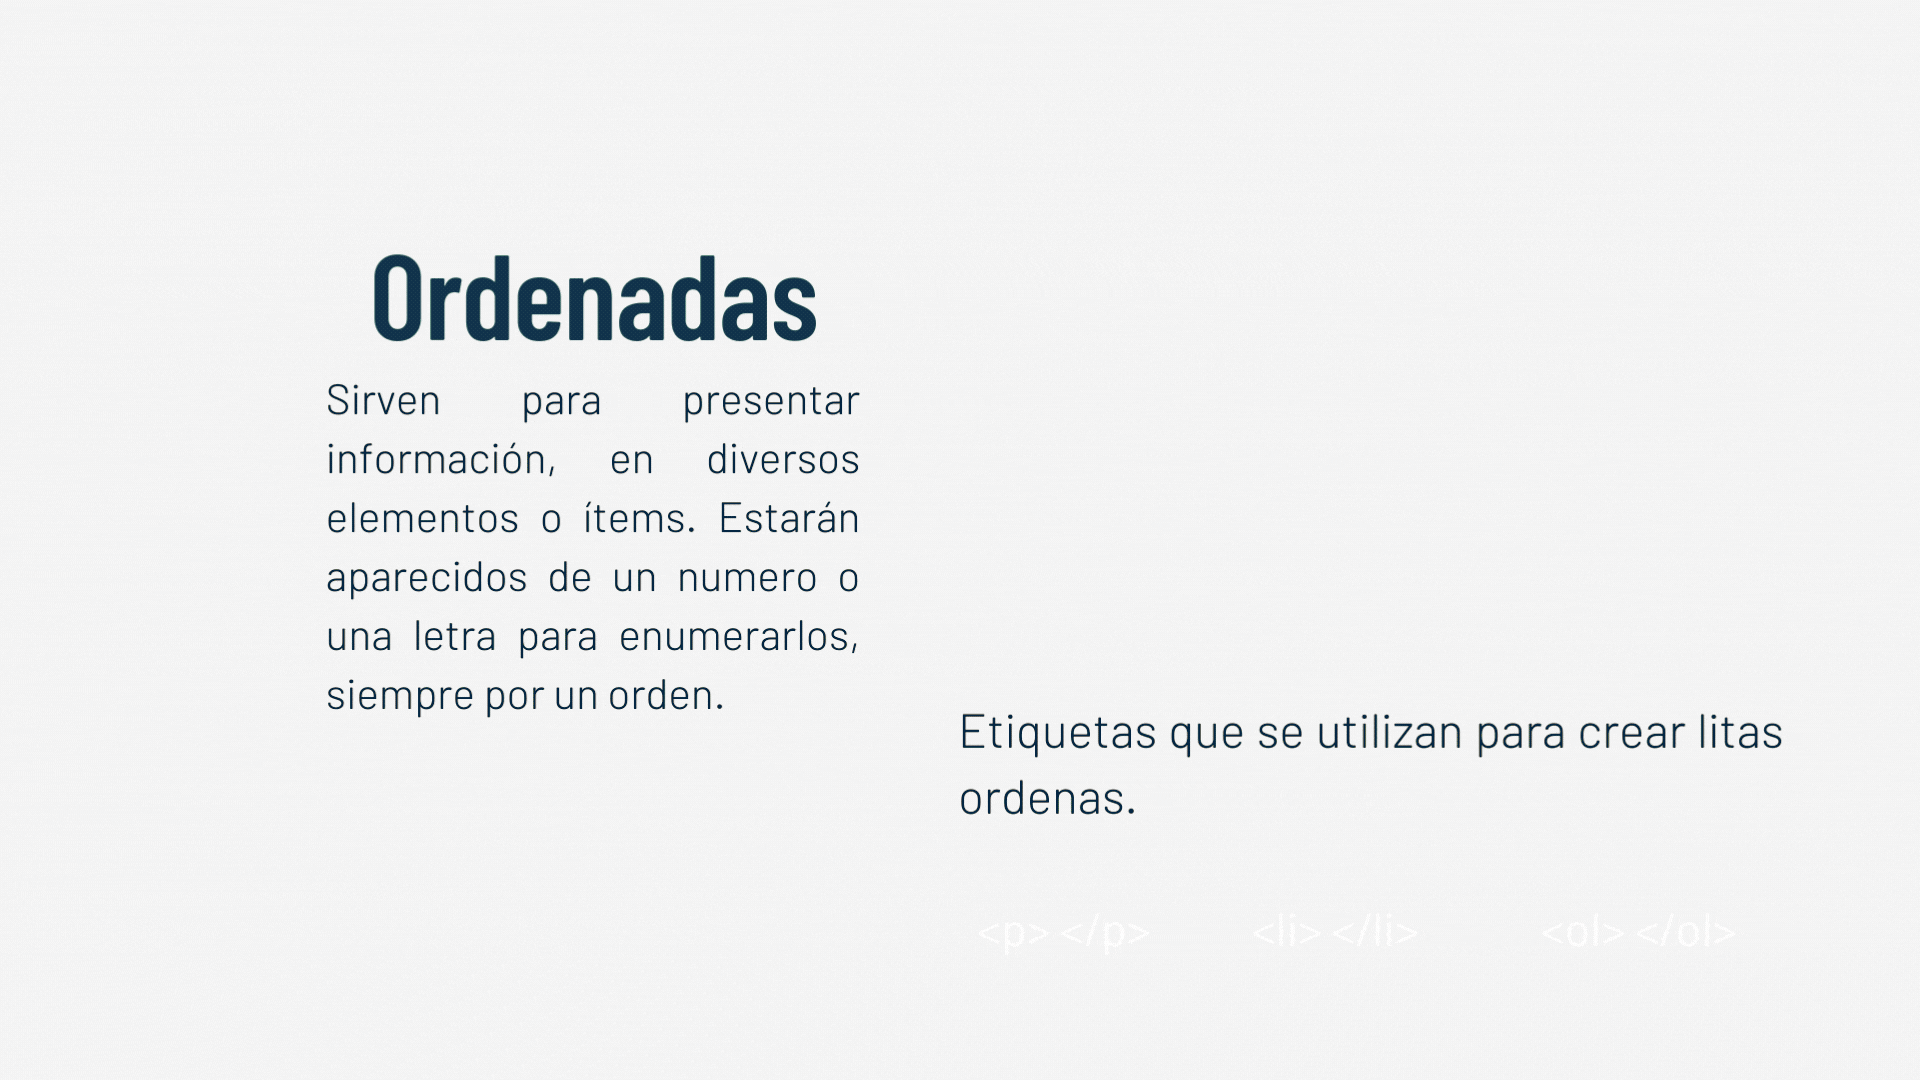 Ordenadas
Sirven para presentar
información, en diversos
elementos o ítems. Estarán
aparecidos de un numero o
una letra para enumerarlos,
siempre por un orden.
Etiquetas que se utilizan para crear litas
ordenas.
<p> </p> <li> </li> <ol> </ol>